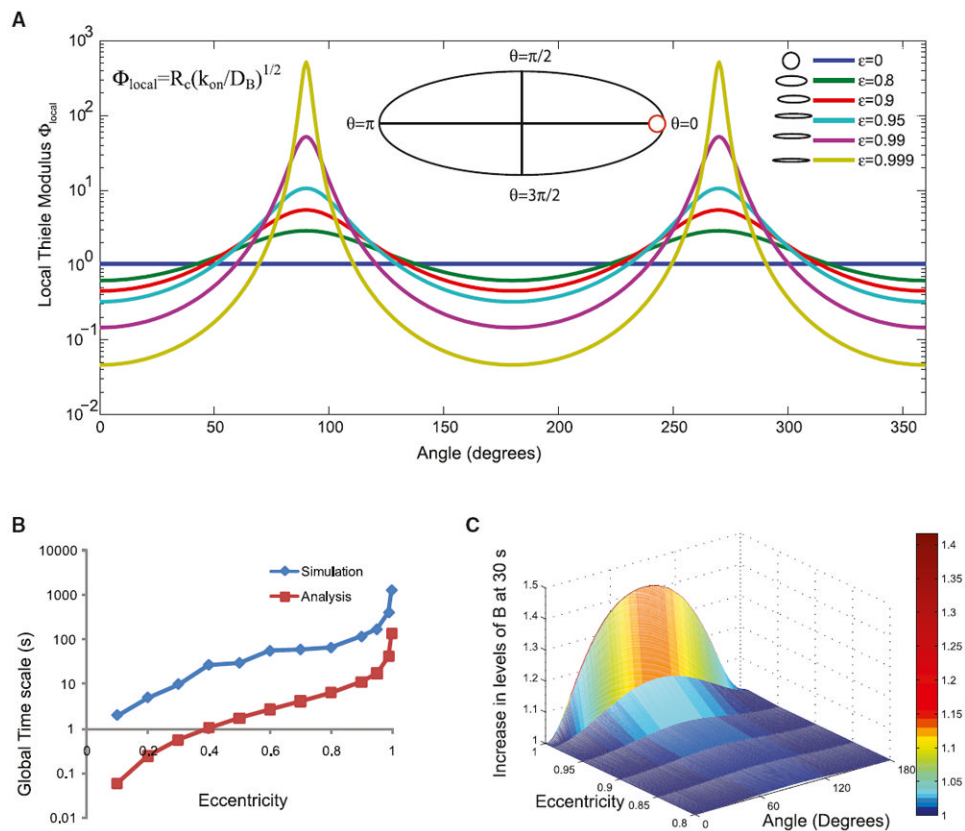 A
Φlocal=Rc(kon/DB)^1/2
Local Thiele Modulus Φlocal
10^3
10^2
10^1
10^0
10^−1
10^−2
0 50 100 150 200 250 300 350
Angle (degrees)
θ=π/2
θ=π
θ=0
θ=3π/2
ε=0
ε=0.8
ε=0.9
ε=0.95
ε=0.99
ε=0.999
B
Global Time scale (s)
10000
1000
100
10
1
0.1
0.01
0 0.2 0.4 0.6 0.8 1
Eccentricity
Simulation
Analysis
C
Increase in levels of B at 30 s
1.5
1.4
1.3
1.2
1.1
1
0.95
0.9
0.85
0.8
Eccentricity
0
60
120
180
Angle (Degrees)
1.4
1.35
1.3
1.25
1.2
1.15
1.1
1.05
1